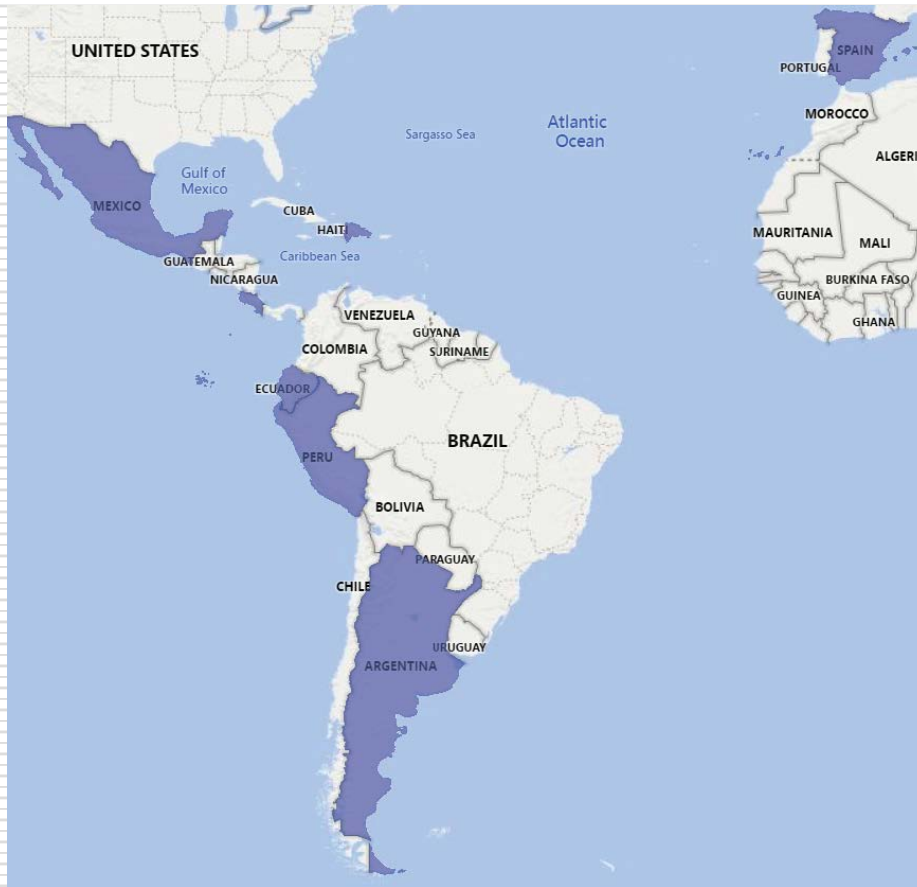 UNITED STATES
SPAIN
PORTUGAL
MOROCCO
Atlantic
Ocean
Sargasso Sea
ALGERI
Gulf of
Mexico
MEXICO
CUBA
HAITI
MAURITANIA
MALI
Caribbean Sea
GUATEMALA
NICARAGUA
BURKINA FASO
GUINEA
GHANA
VENEZUELA
GUYANA
SURINAME
COLOMBIA
ECUADOR
BRAZIL
PERU
BOLIVIA
PARAGUAY
CHILE
URUGUAY
ARGENTINA